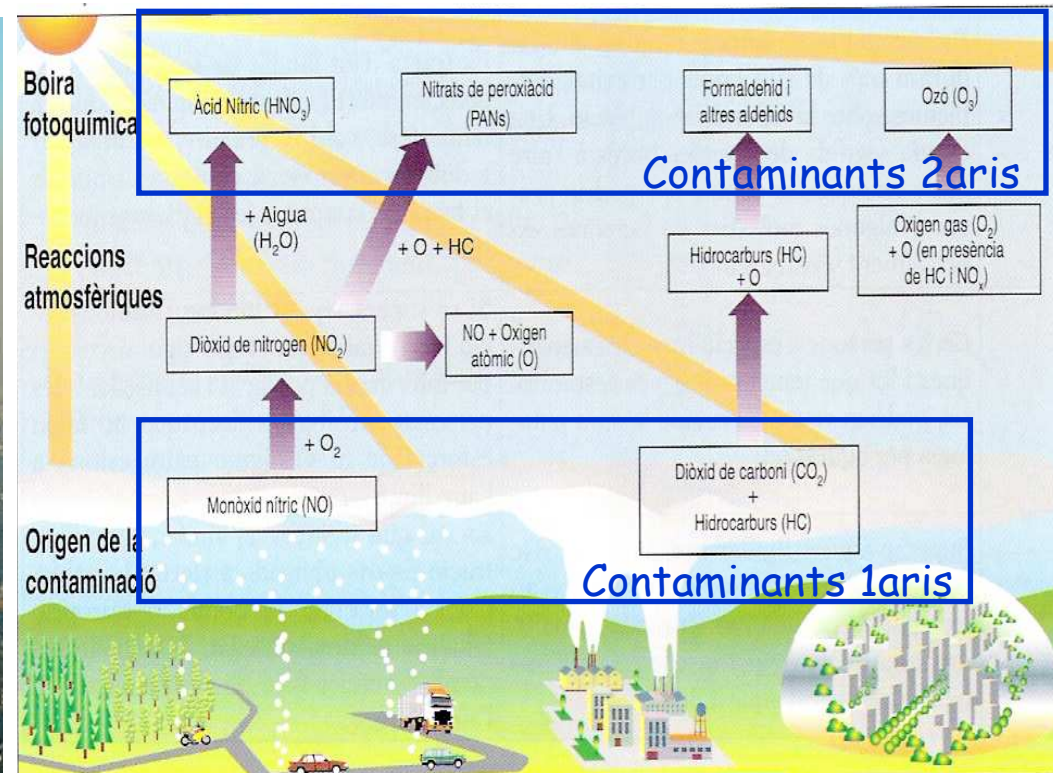 Boira
fotoquímica
Àcid Nítric (HNO₃)
Nitrats de peroxiàcid
(PANs)
Formaldehid i
altres aldehids
Ozó (O₃)
Contaminants 2aris
Reaccions
atmosfèriques
+ Aigua
(H₂O)
+ O + HC
Hidrocarburs (HC)
+ O
Oxigen gas (O₂)
+ O (en presència
de HC i NOₓ)
Diòxid de nitrogen (NO₂)
NO + Oxigen
atòmic (O)
+ O₂
Monòxid nítric (NO)
Diòxid de carboni (CO₂)
+
Hidrocarburs (HC)
Origen de la
contaminació
Contaminants 1aris